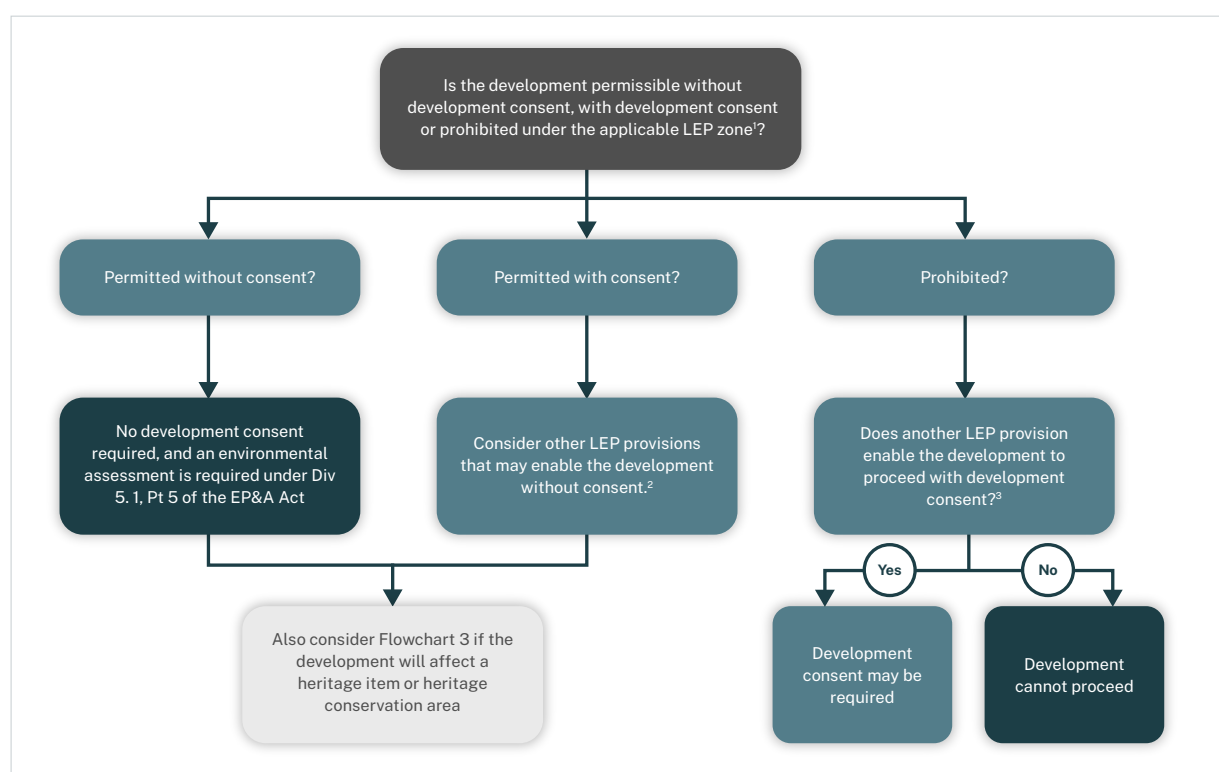 Is the development permissible without
development consent, with development consent
or prohibited under the applicable LEP zone¹?
Permitted without consent?
Permitted with consent?
Prohibited?
No development consent
required, and an environmental
assessment is required under Div
5. 1, Pt 5 of the EP&A Act
Consider other LEP provisions
that may enable the development
without consent.²
Does another LEP provision
enable the development to
proceed with development
consent?³
Yes
No
Also consider Flowchart 3 if the
development will affect a
heritage item or heritage
conservation area
Development
consent may be
required
Development
cannot proceed